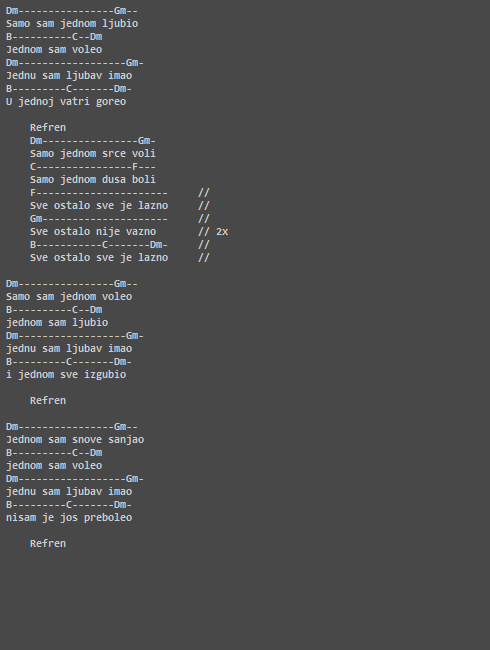 Dm----------------Gm--
Samo sam jednom ljubio
B----------C--Dm
Jednom sam voleo
Dm------------------Gm-
Jednu sam ljubav imao
B---------C-------Dm-
U jednoj vatri goreo
Refren
Dm----------------Gm-
Samo jednom srce voli
C----------------F---
Samo jednom dusa boli
F----------------------     //
Sve ostalo sve je lazno     //
Gm---------------------     //
Sve ostalo nije vazno       // 2x
B-----------C-------Dm-     //
Sve ostalo sve je lazno     //
Dm----------------Gm--
Samo sam jednom voleo
B----------C--Dm
jednom sam ljubio
Dm------------------Gm-
jednu sam ljubav imao
B---------C-------Dm-
i jednom sve izgubio
Refren
Dm----------------Gm--
Jednom sam snove sanjao
B----------C--Dm
jednom sam voleo
Dm------------------Gm-
jednu sam ljubav imao
B---------C-------Dm-
nisam je jos preboleo
Refren